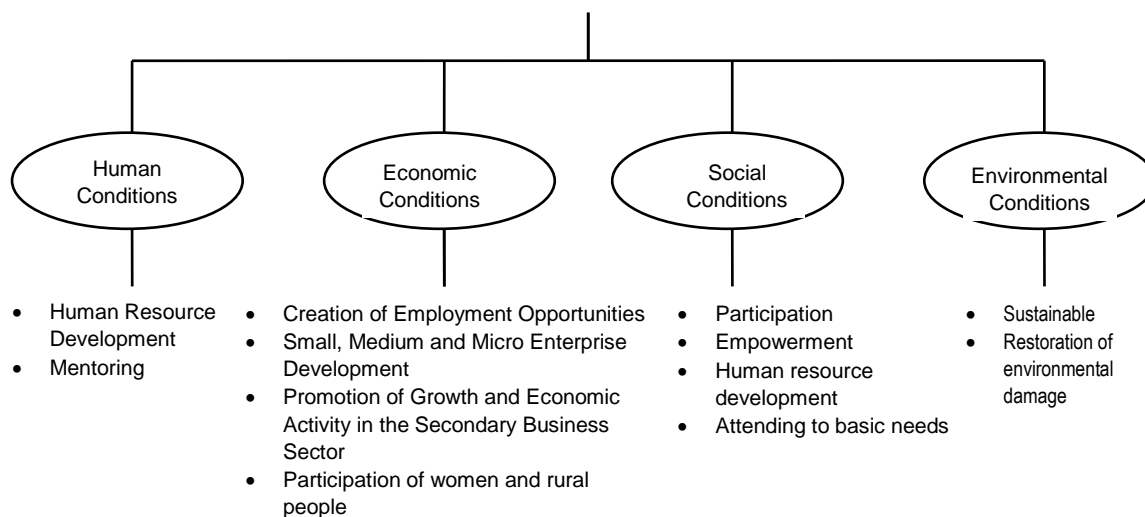 Human
Conditions
Economic
Conditions
Social
Conditions
Environmental
Conditions
• Human Resource
Development
• Mentoring
• Creation of Employment Opportunities
• Small, Medium and Micro Enterprise
Development
• Promotion of Growth and Economic
Activity in the Secondary Business
Sector
• Participation of women and rural
people
• Participation
• Empowerment
• Human resource
development
• Attending to basic needs
• Sustainable
• Restoration of
environmental
damage